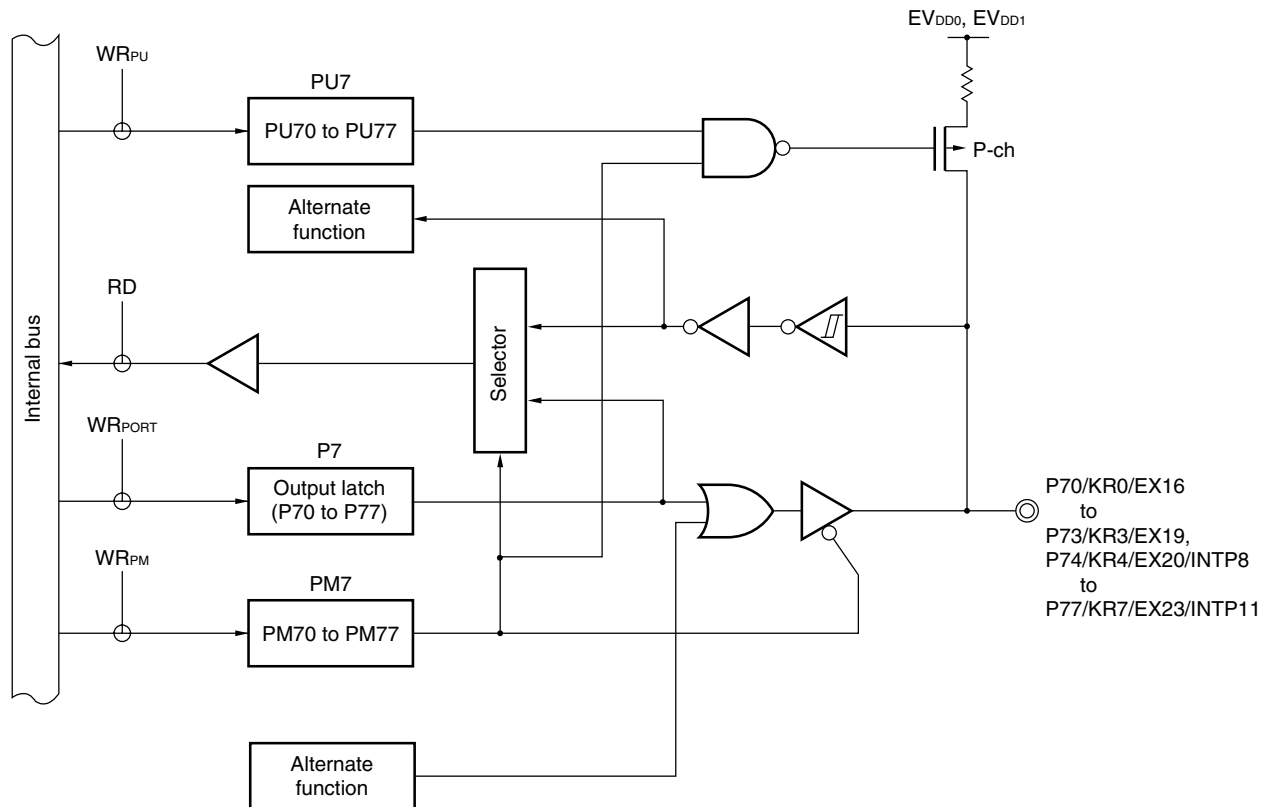 EVDD0, EVDD1
WRPU
PU7
PU70 to PU77
P-ch
Alternate
function
RD
Internal bus
Selector
WRPORT
P7
Output latch
(P70 to P77)
WRPM
PM7
PM70 to PM77
P70/KR0/EX16
to
P73/KR3/EX19,
P74/KR4/EX20/INTP8
to
P77/KR7/EX23/INTP11
Alternate
function